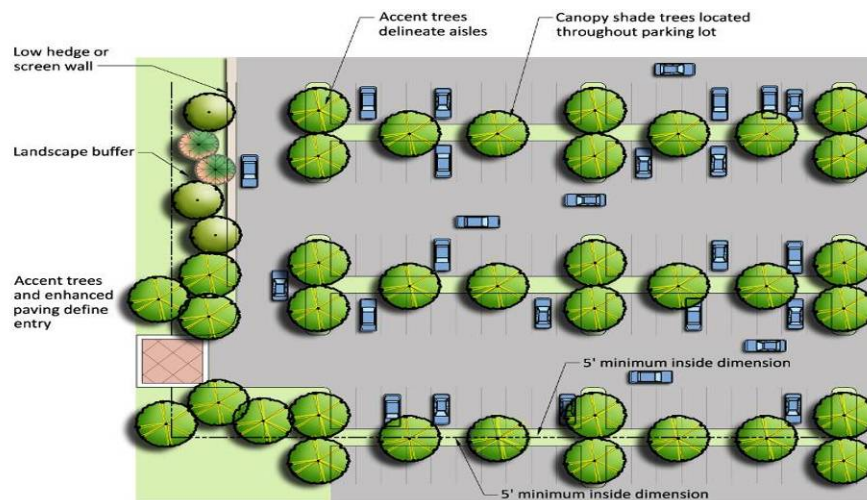 Accent trees
delineate aisles
Canopy shade trees located
throughout parking lot
Low hedge or
screen wall
Landscape buffer
Accent trees
and enhanced
paving define
entry
5' minimum inside dimension
5' minimum inside dimension